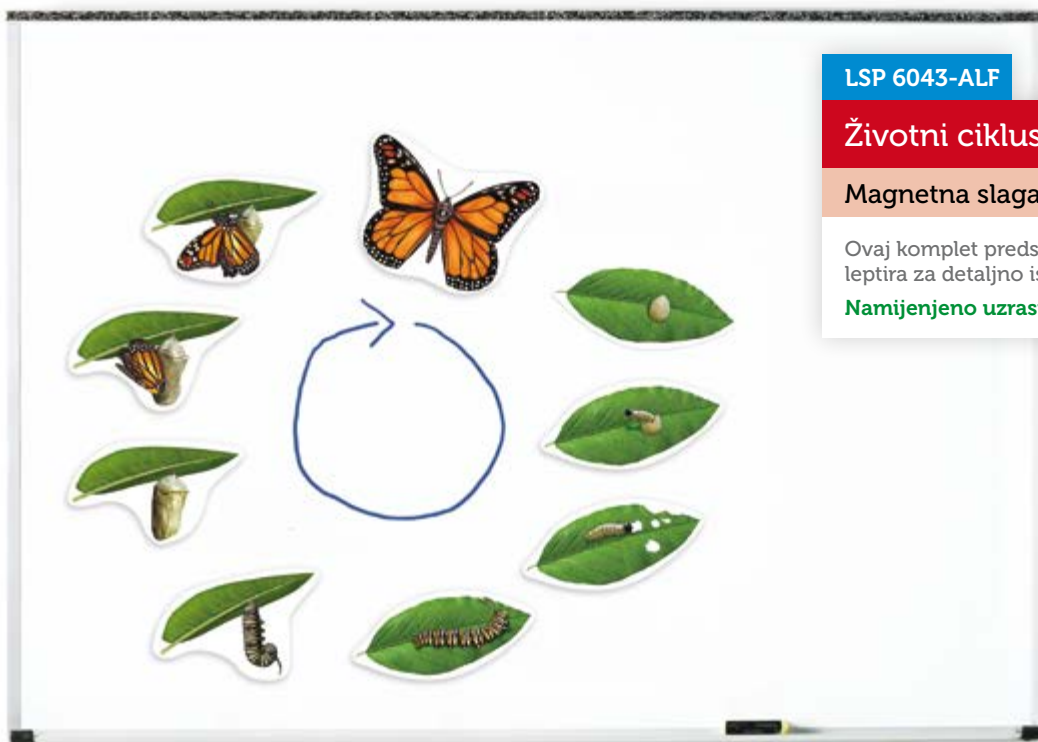 LSP 6043-ALF
Životni ciklus
Magnetna slaga
Ovaj komplet preds
leptira za detaljno is
Namijenjeno uzras